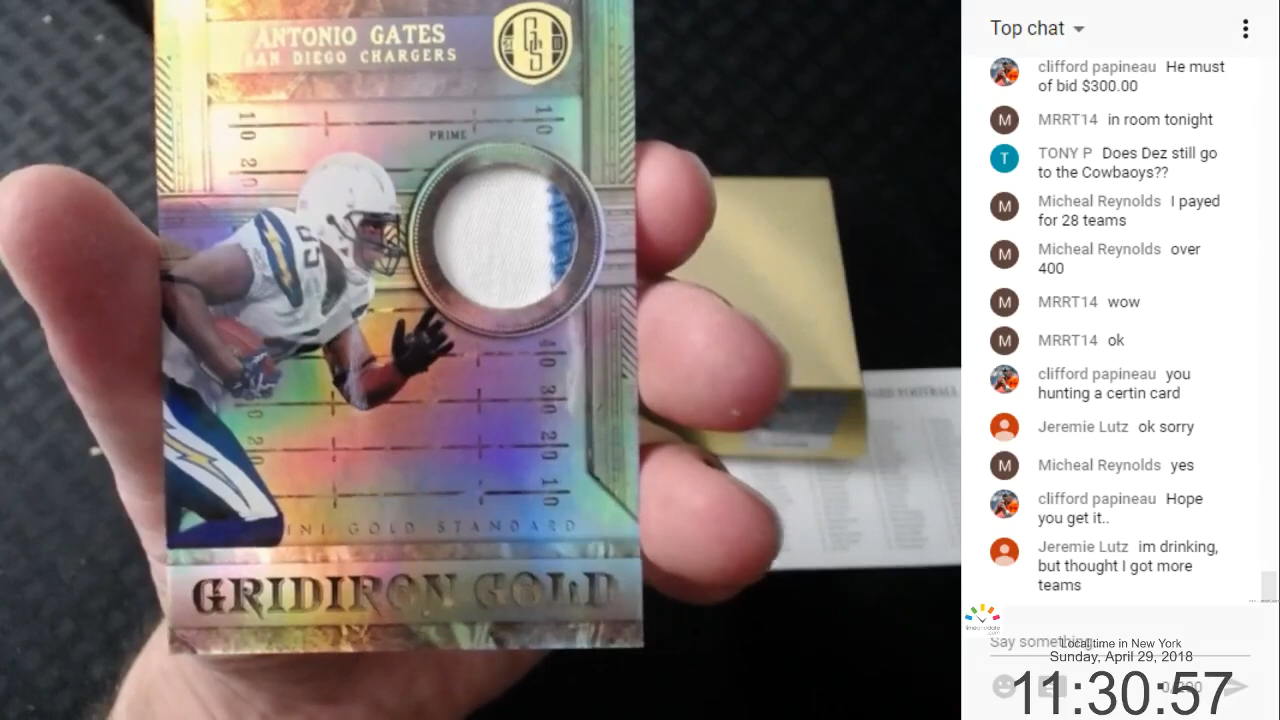 ANTONIO GATES
SAN DIEGO CHARGERS
GS
PRIME
10
10
20
40
30
20
20
10
GOLD STANDARD
GRIDIRON GOLD
FOOTBALL
Top chat
clifford papineau He must
of bid $300.00
MRRT14 in room tonight
T TONY P Does Dez still go
to the Cowbaoys??
M Micheal Reynolds I payed
for 28 teams
M Micheal Reynolds over
400
M MRRT14 wow
M MRRT14 ok
clifford papineau you
hunting a certin card
Jeremie Lutz ok sorry
M Micheal Reynolds yes
clifford papineau Hope
you get it..
Jeremie Lutz im drinking,
but thought I got more
teams
Say something
Local time in New York
Sunday, April 29, 2018
11:30:57